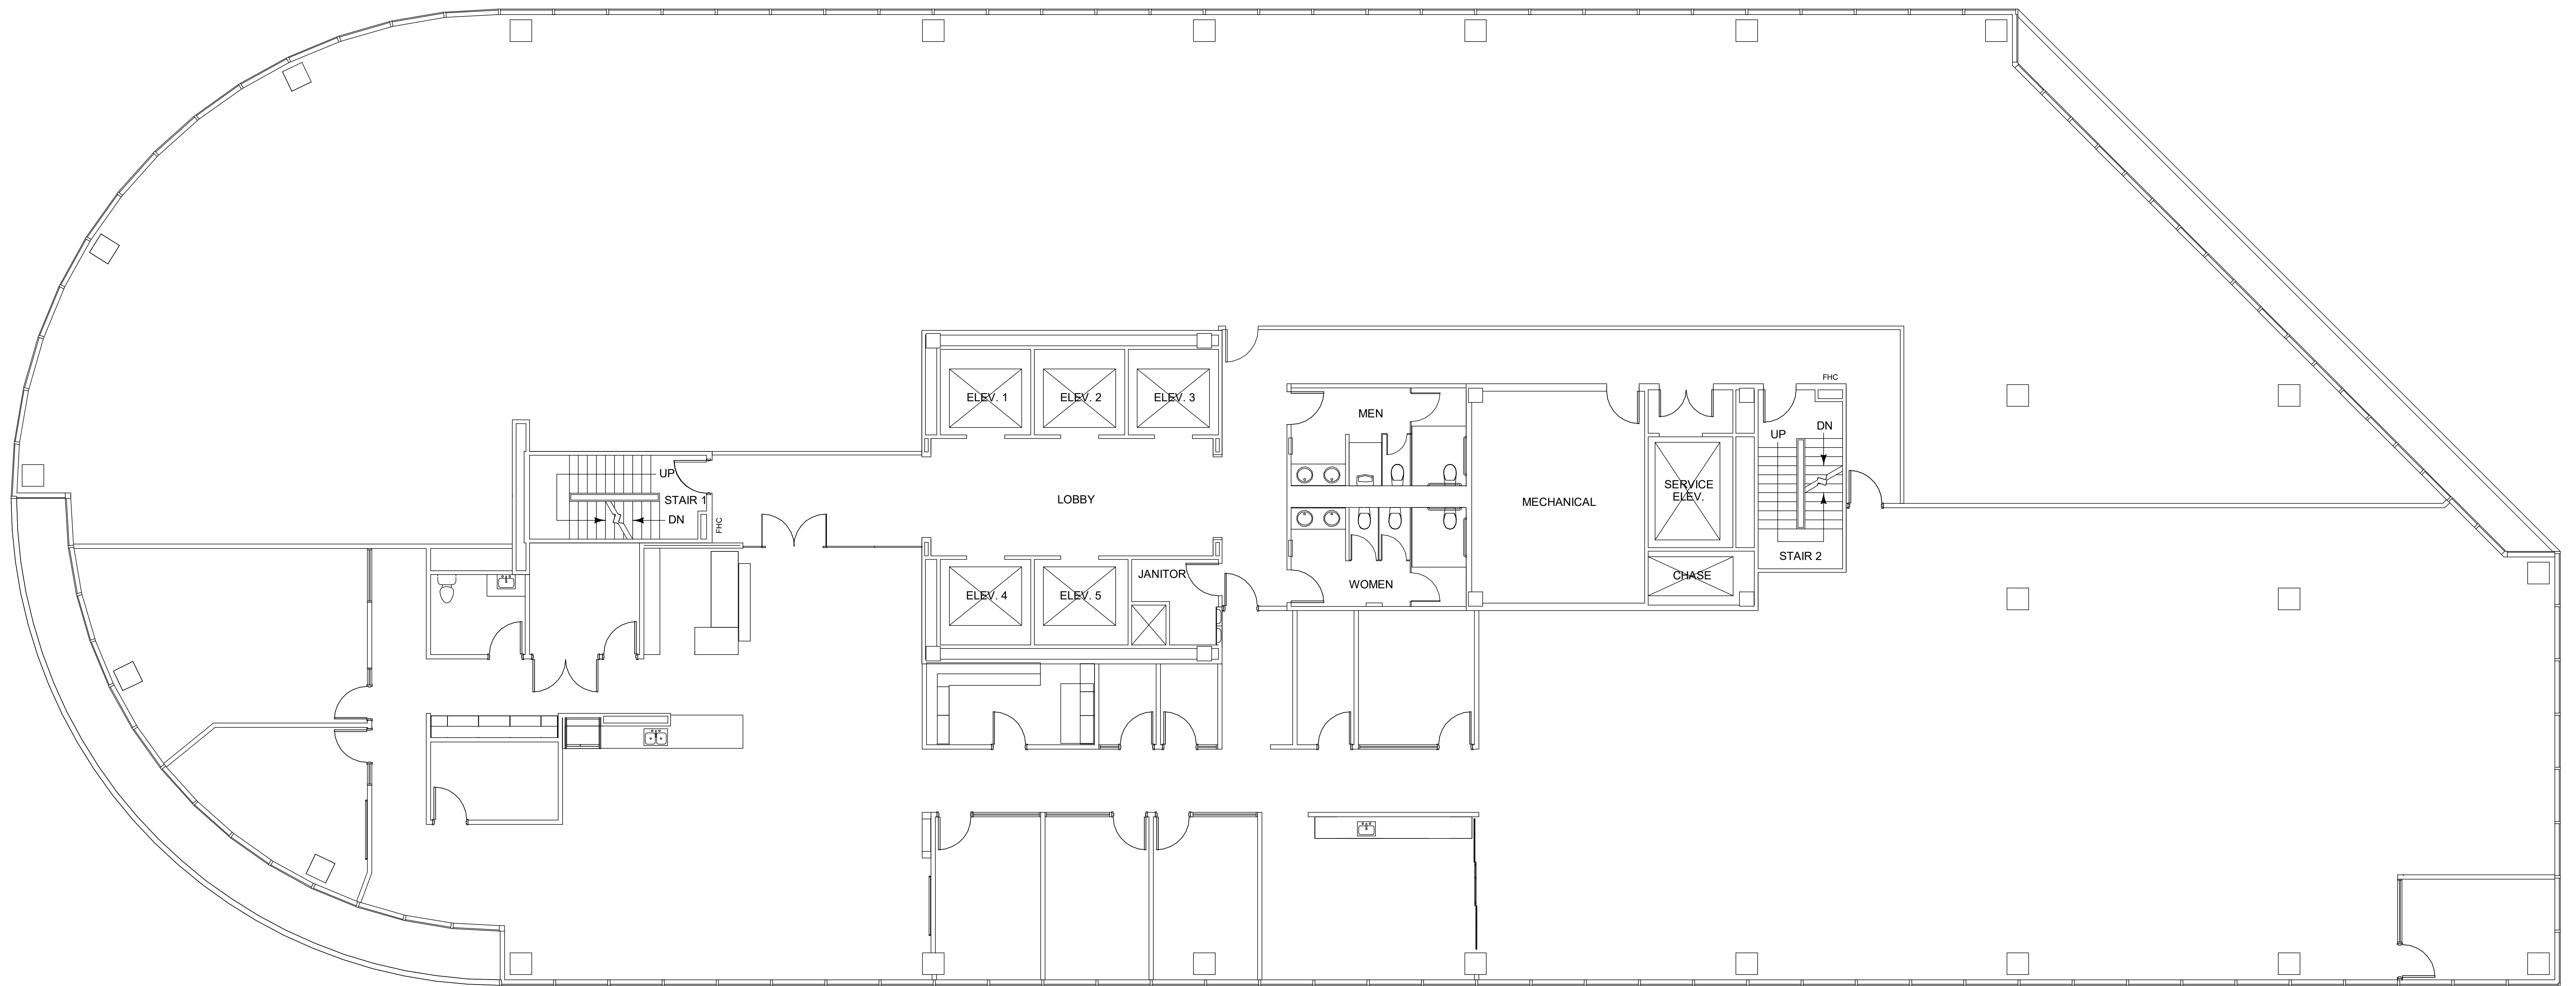 FHC
ELEV. 1
ELEV. 2
ELEV. 3
MEN
UP
DN
UP
STAIR 1
DN
FHC
LOBBY
MECHANICAL
SERVICE
ELEV.
STAIR 2
JANITOR
ELEV. 4
ELEV. 5
WOMEN
CHASE